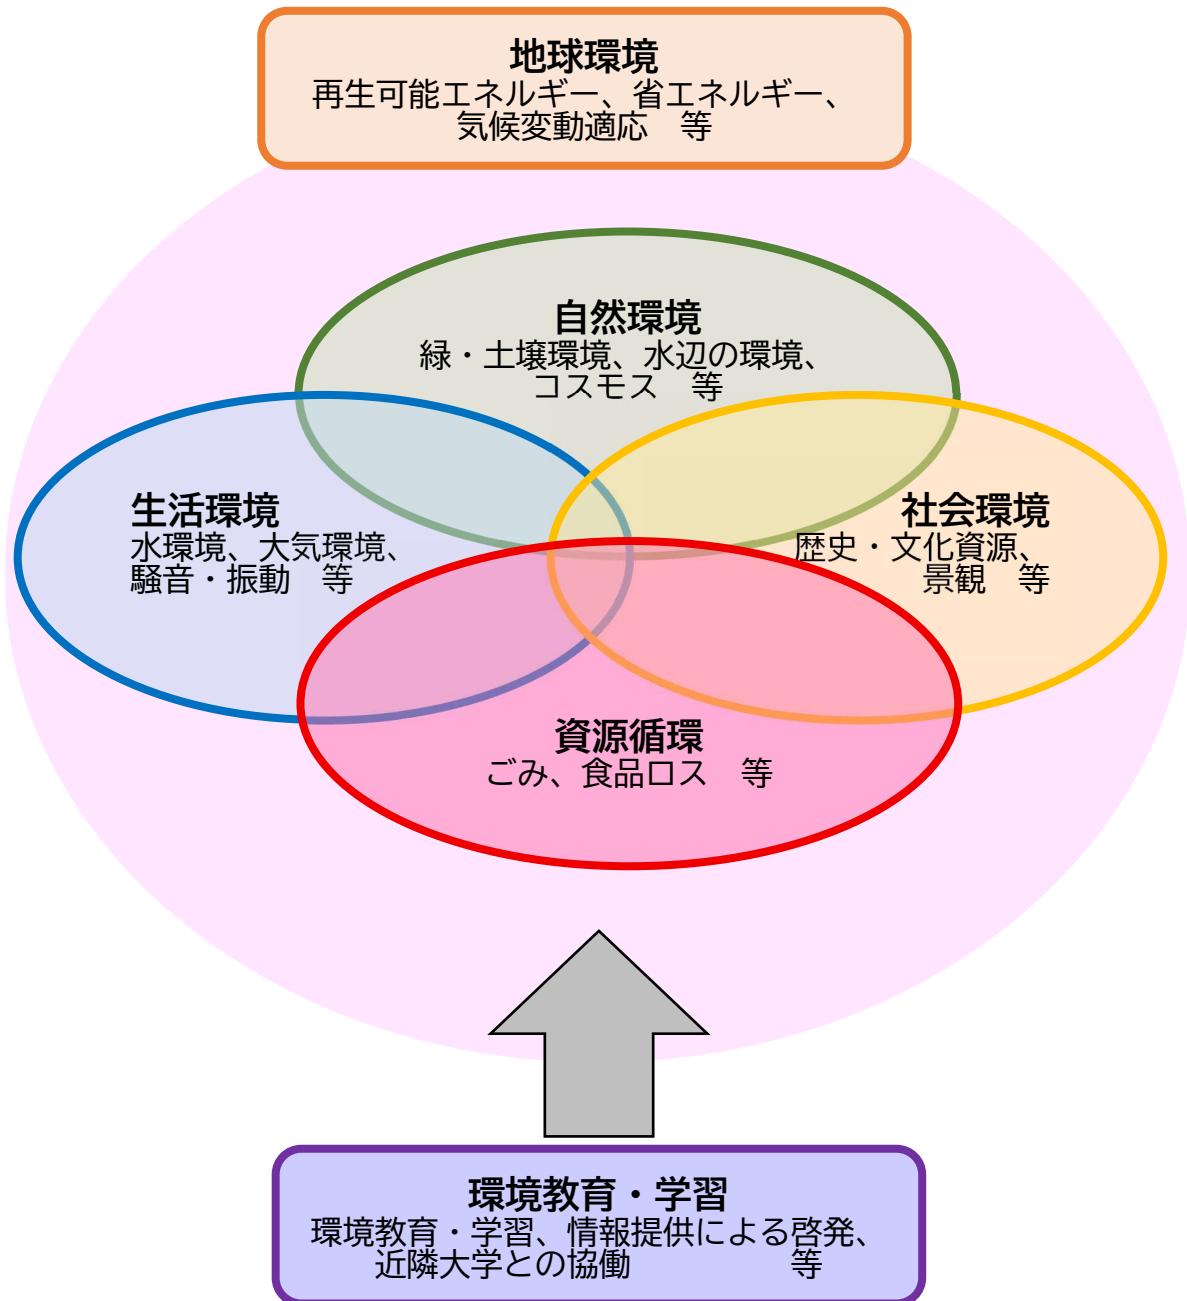 地球環境
再生可能エネルギー、省エネルギー、
気候変動適応　等
自然環境
緑・土壌環境、水辺の環境、
コスモス　等
生活環境
水環境、大気環境、
騒音・振動　等
社会環境
歴史・文化資源、
景観　等
資源循環
ごみ、食品ロス　等
環境教育・学習
環境教育・学習、情報提供による啓発、
近隣大学との協働　　　　　等